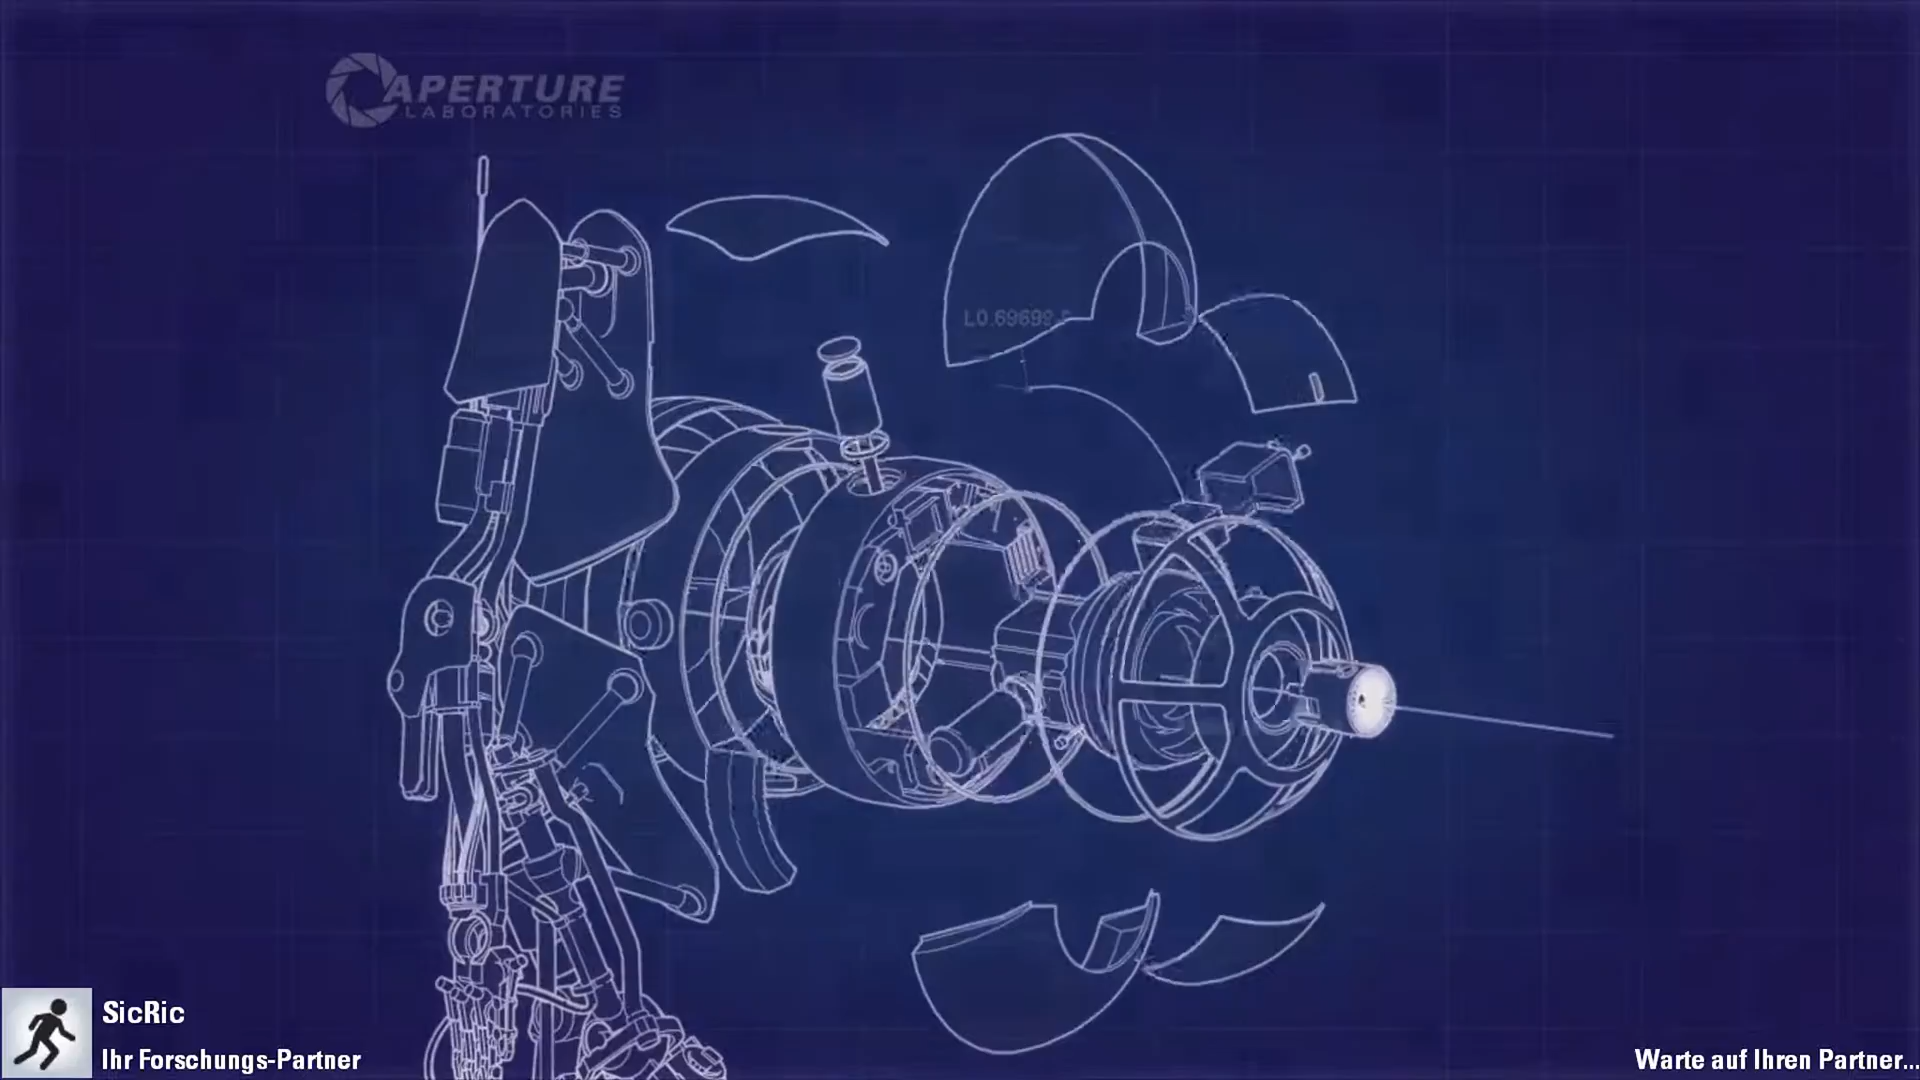 APERTURE
LABORATORIES
SicRic
Ihr Forschungs-Partner
Warte auf Ihren Partner...